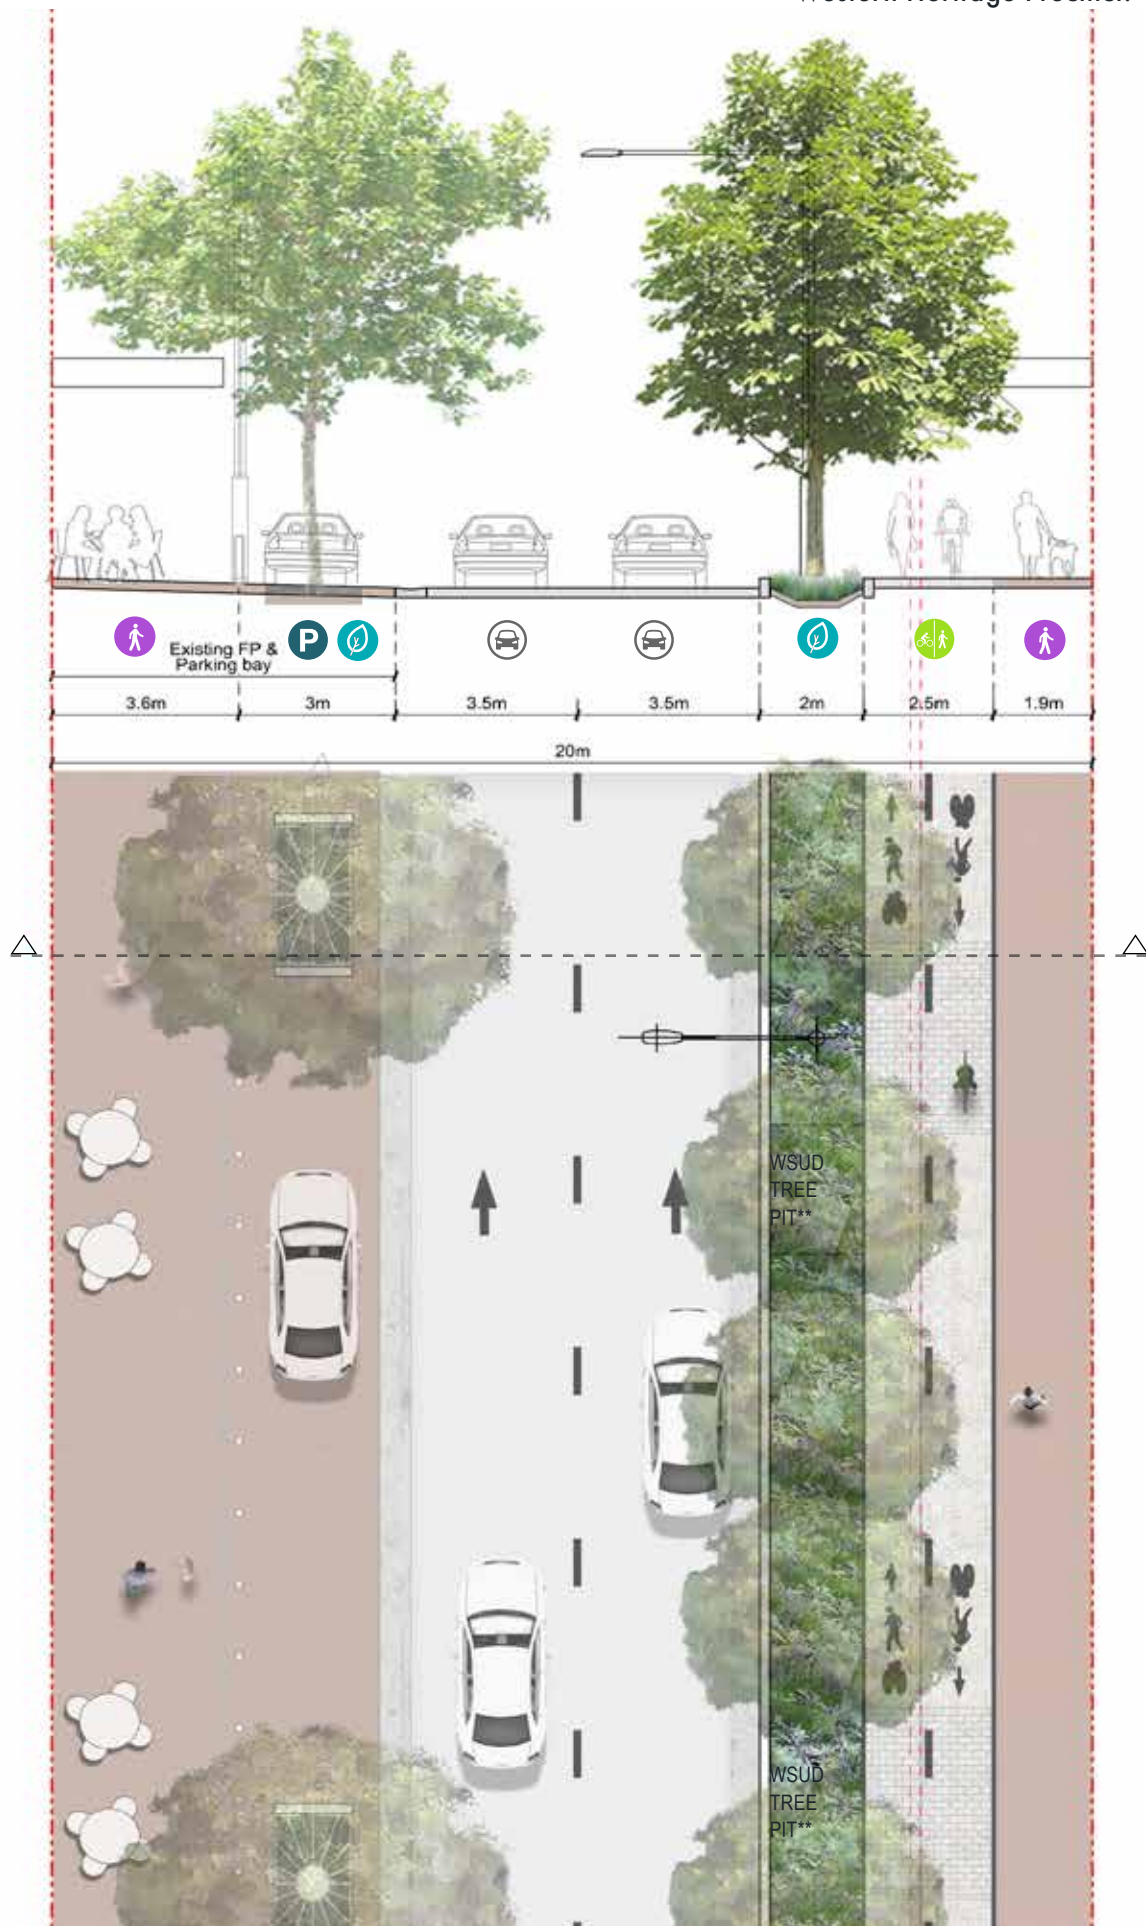 Existing FP &
Parking bay
P
3.6m
3m
3.5m
3.5m
2m
2.5m
1.9m
20m
WSUD
TREE
PIT**
WSUD
TREE
PIT**